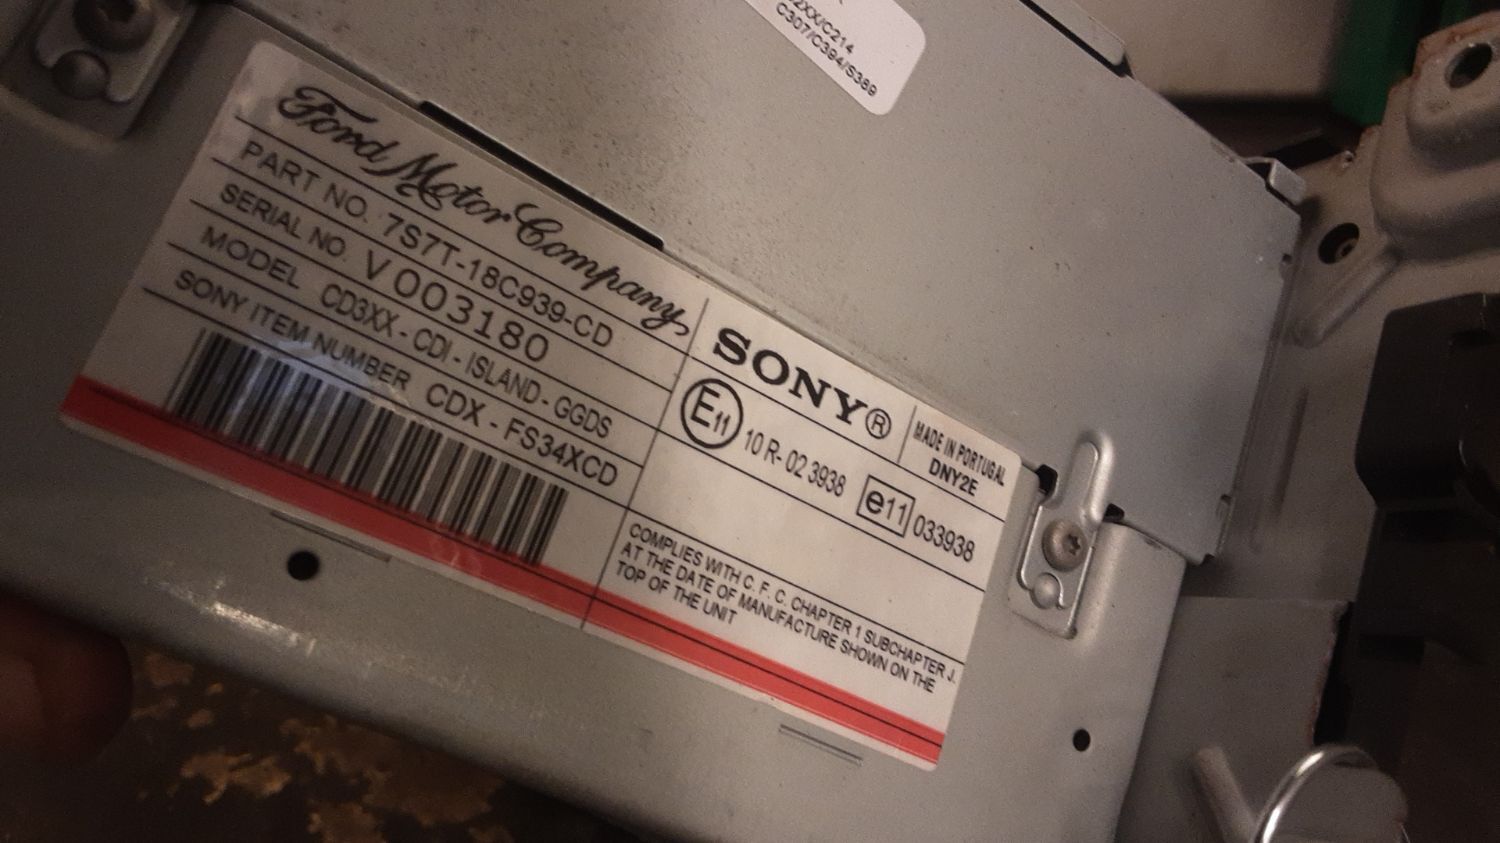 2XX/C214
C307/C394/S389
Ford Motor Company
PART NO. 7S7T-18C939-CD
SERIAL NO. V003180
MODEL CD3XX - CDI - ISLAND - GGDS
SONY ITEM NUMBER CDX - FS34XCD
SONY®
MADE IN PORTUGAL
DNY2E
E11 10 R- 02 3938 e11 033938
COMPLIES WITH C. F. C. CHAPTER 1 SUBCHAPTER J.
AT THE DATE OF MANUFACTURE SHOWN ON THE
TOP OF THE UNIT